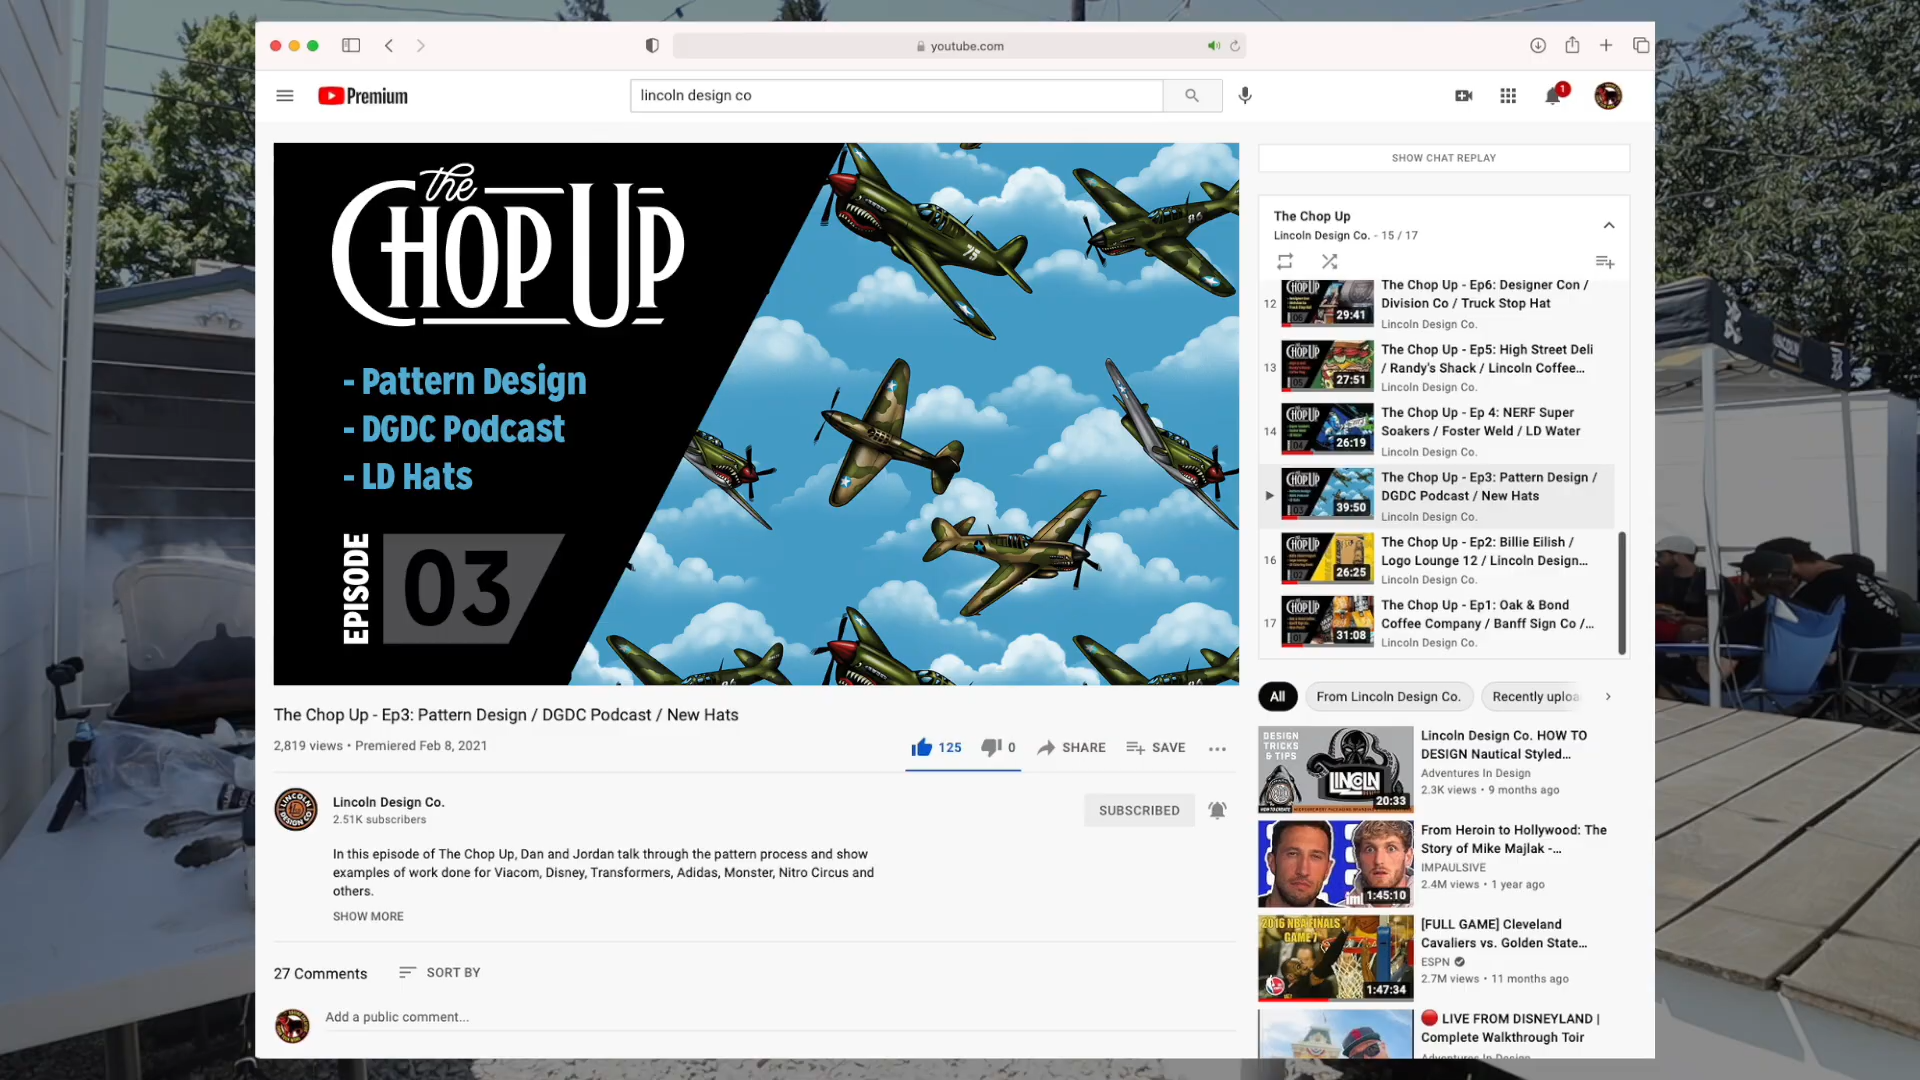 youtube.com
Premium
lincoln design co
1
the
CHOP UP
- Pattern Design
- DGDC Podcast
- LD Hats
EPISODE
03
75
The Chop Up - Ep3: Pattern Design / DGDC Podcast / New Hats
2,819 views • Premiered Feb 8, 2021
125
0
SHARE
SAVE
Lincoln Design Co.
2.51K subscribers
SUBSCRIBED
In this episode of The Chop Up, Dan and Jordan talk through the pattern process and show
examples of work done for Viacom, Disney, Transformers, Adidas, Monster, Nitro Circus and
others.
SHOW MORE
27 Comments
SORT BY
Add a public comment...
SHOW CHAT REPLAY
The Chop Up
Lincoln Design Co. - 15 / 17
12
29:41
The Chop Up - Ep6: Designer Con /
Division Co / Truck Stop Hat
Lincoln Design Co.
13
27:51
The Chop Up - Ep5: High Street Deli
/ Randy's Shack / Lincoln Coffee...
Lincoln Design Co.
14
26:19
The Chop Up - Ep 4: NERF Super
Soakers / Foster Weld / LD Water
Lincoln Design Co.
39:50
The Chop Up - Ep3: Pattern Design /
DGDC Podcast / New Hats
Lincoln Design Co.
16
26:25
The Chop Up - Ep2: Billie Eilish /
Logo Lounge 12 / Lincoln Design...
Lincoln Design Co.
17
31:08
The Chop Up - Ep1: Oak & Bond
Coffee Company / Banff Sign Co /...
Lincoln Design Co.
All
From Lincoln Design Co.
Recently uploa
DESIGN
TRICKS
& TIPS
LINCOLN
20:33
Lincoln Design Co. HOW TO
DESIGN Nautical Styled...
Adventures In Design
2.3K views • 9 months ago
1:45:10
From Heroin to Hollywood: The
Story of Mike Majlak -...
IMPAULSIVE
2.4M views • 1 year ago
2016 NBA FINALS
GAME 7
1:47:34
[FULL GAME] Cleveland
Cavaliers vs. Golden State...
ESPN
2.7M views • 11 months ago
LIVE FROM DISNEYLAND |
Complete Walkthrough Toir
Adventures In Design